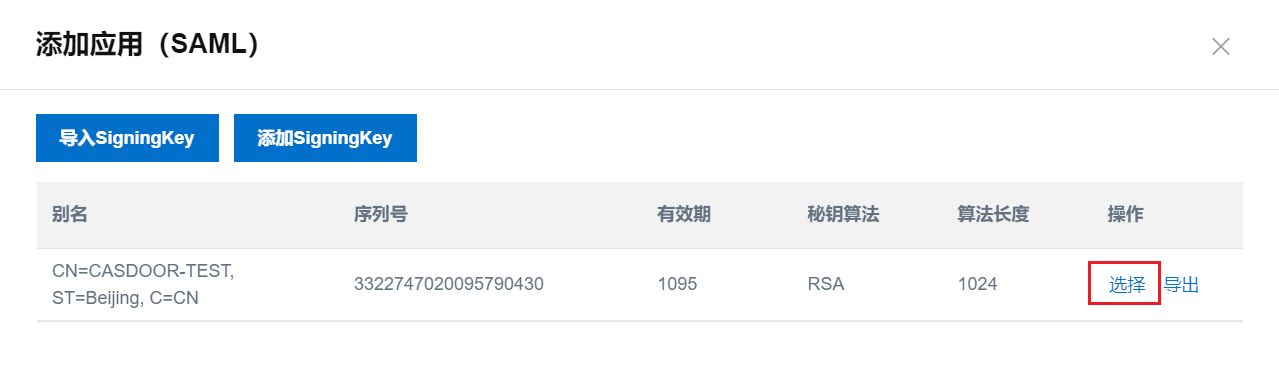 添加应用（SAML）
导入SigningKey 添加SigningKey
别名 序列号 有效期 秘钥算法 算法长度 操作
CN=CASDOOR-TEST,
ST=Beijing, C=CN 3322747020095790430 1095 RSA 1024 选择 导出